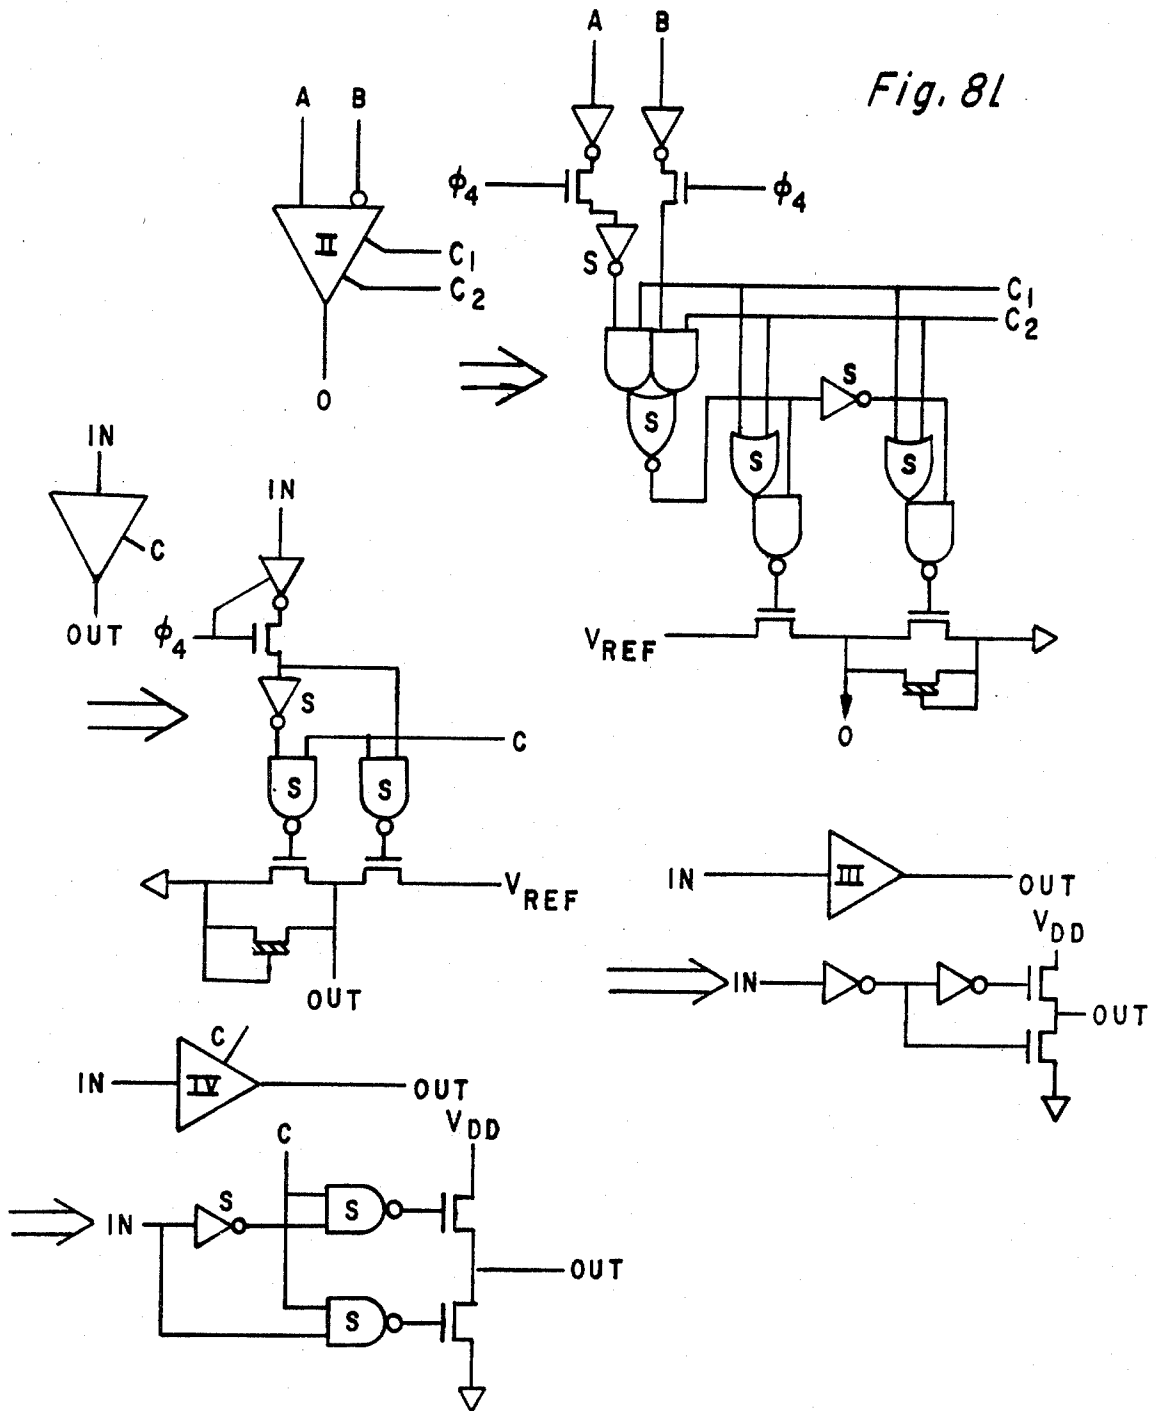 Fig. 8l
A B
A B
ϕ4 ϕ4
II
C1
C2
S
C1
C2
O
S
S
S
S
IN
IN
C
OUT
ϕ4
VREF
O
S
C
S
S
VREF
OUT
IN
III
OUT
VDD
IN
OUT
C
IN
IV
OUT
VDD
C
IN
S
S
OUT
S